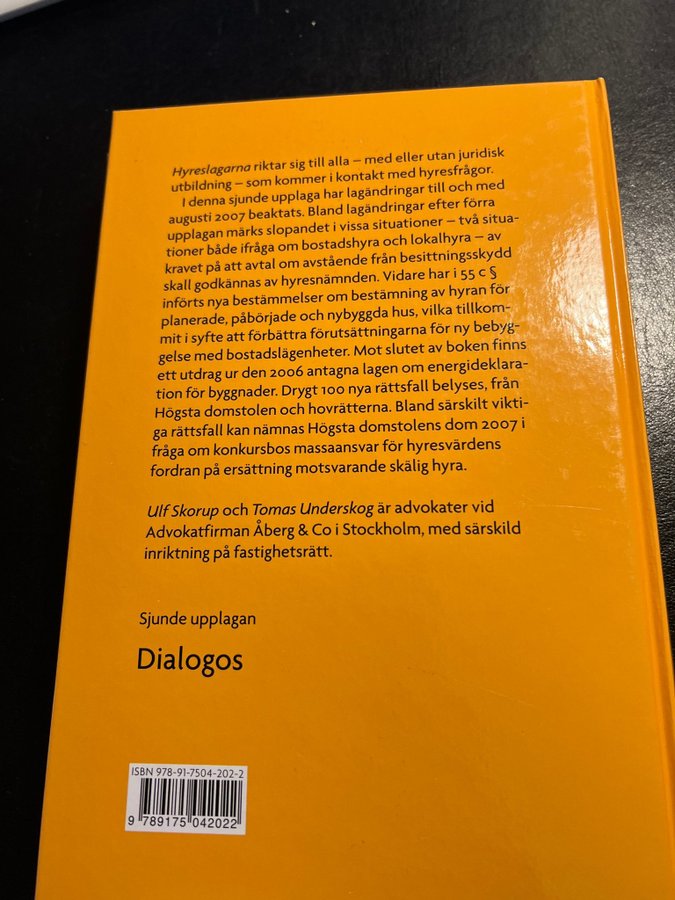 Hyreslagarna riktar sig till alla – med eller utan juridisk
utbildning – som kommer i kontakt med hyresfrågor.
I denna sjunde upplaga har lagändringar till och med
augusti 2007 beaktats. Bland lagändringar efter förra
upplagan märks slopandet i vissa situationer – två situa-
tioner både ifråga om bostadshyra och lokalhyra – av
kravet på att avtal om avstående från besittningsskydd
skall godkännas av hyresnämnden. Vidare har i 55 c §
införts nya bestämmelser om bestämning av hyran för
planerade, påbörjade och nybyggda hus, vilka tillkom-
mit i syfte att förbättra förutsättningarna för ny bebyg-
gelse med bostadslägenheter. Mot slutet av boken finns
ett utdrag ur den 2006 antagna lagen om energideklara-
tion för byggnader. Drygt 100 nya rättsfall belyses, från
Högsta domstolen och hovrätterna. Bland särskilt vikti-
ga rättsfall kan nämnas Högsta domstolens dom 2007 i
fråga om konkursbos massaansvar för hyresvärdens
fordran på ersättning motsvarande skälig hyra.
Ulf Skorup och Tomas Underskog är advokater vid
Advokatfirman Åberg & Co i Stockholm, med särskild
inriktning på fastighetsrätt.
Sjunde upplagan
Dialogos
ISBN 978-91-7504-202-2
9 789175 042022